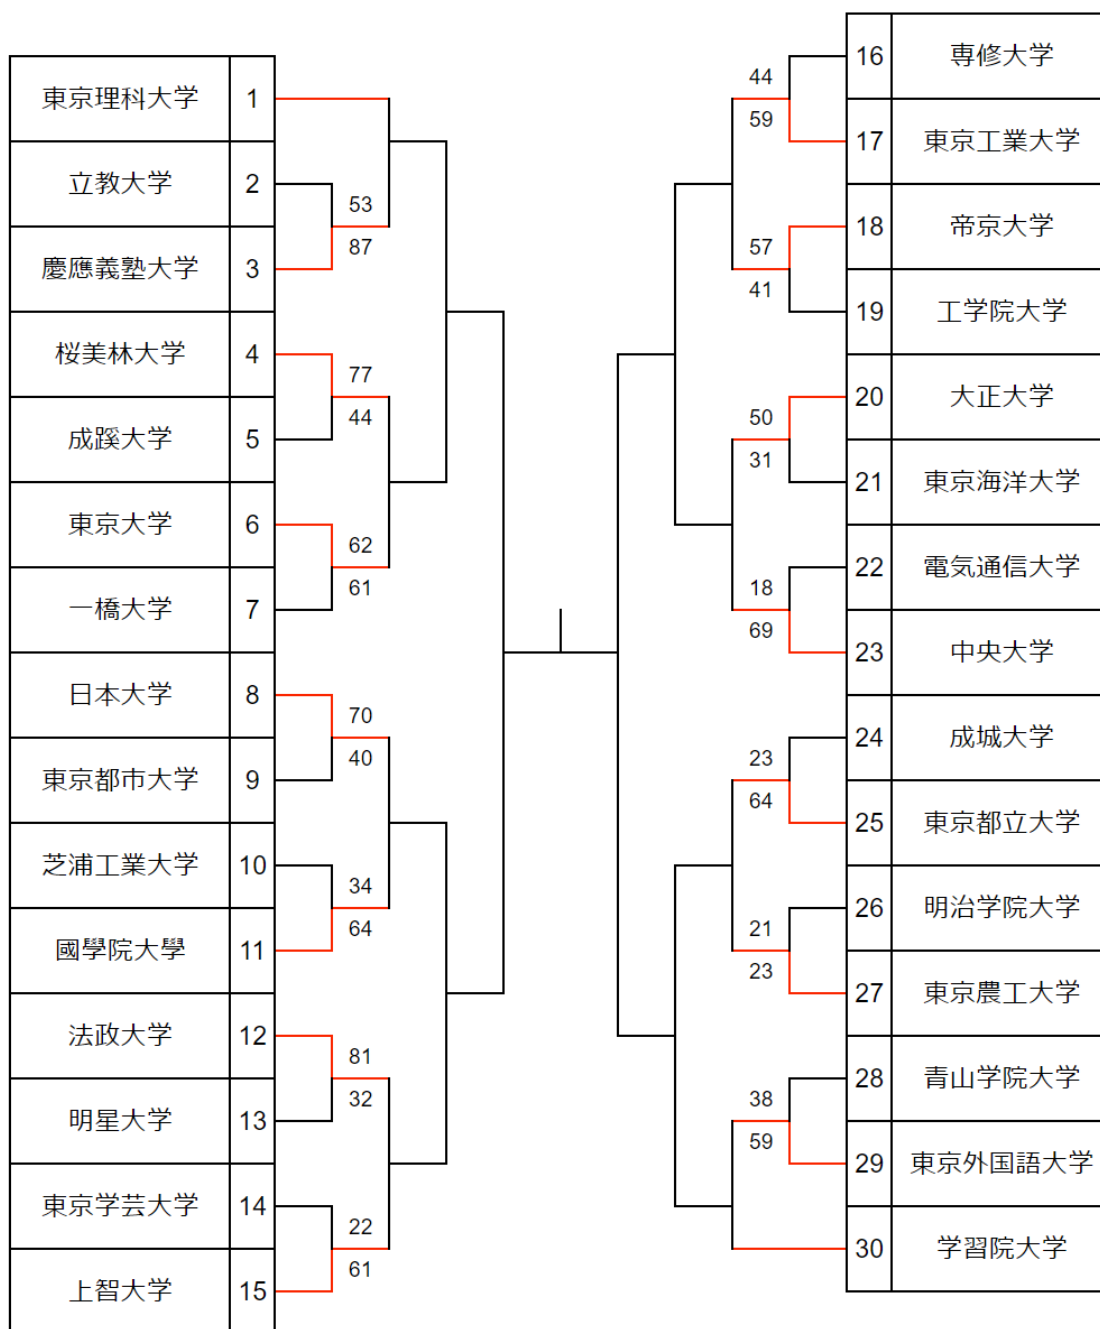 東京理科大学 1
立教大学 2
53
87
慶應義塾大学 3
桜美林大学 4
77
44
成蹊大学 5
東京大学 6
62
61
一橋大学 7
日本大学 8
70
40
東京都市大学 9
芝浦工業大学 10
34
64
國學院大學 11
法政大学 12
81
32
明星大学 13
東京学芸大学 14
22
61
上智大学 15
16 専修大学
44
59
17 東京工業大学
18 帝京大学
57
41
19 工学院大学
20 大正大学
50
31
21 東京海洋大学
22 電気通信大学
18
69
23 中央大学
24 成城大学
23
64
25 東京都立大学
26 明治学院大学
21
23
27 東京農工大学
28 青山学院大学
38
59
29 東京外国語大学
30 学習院大学